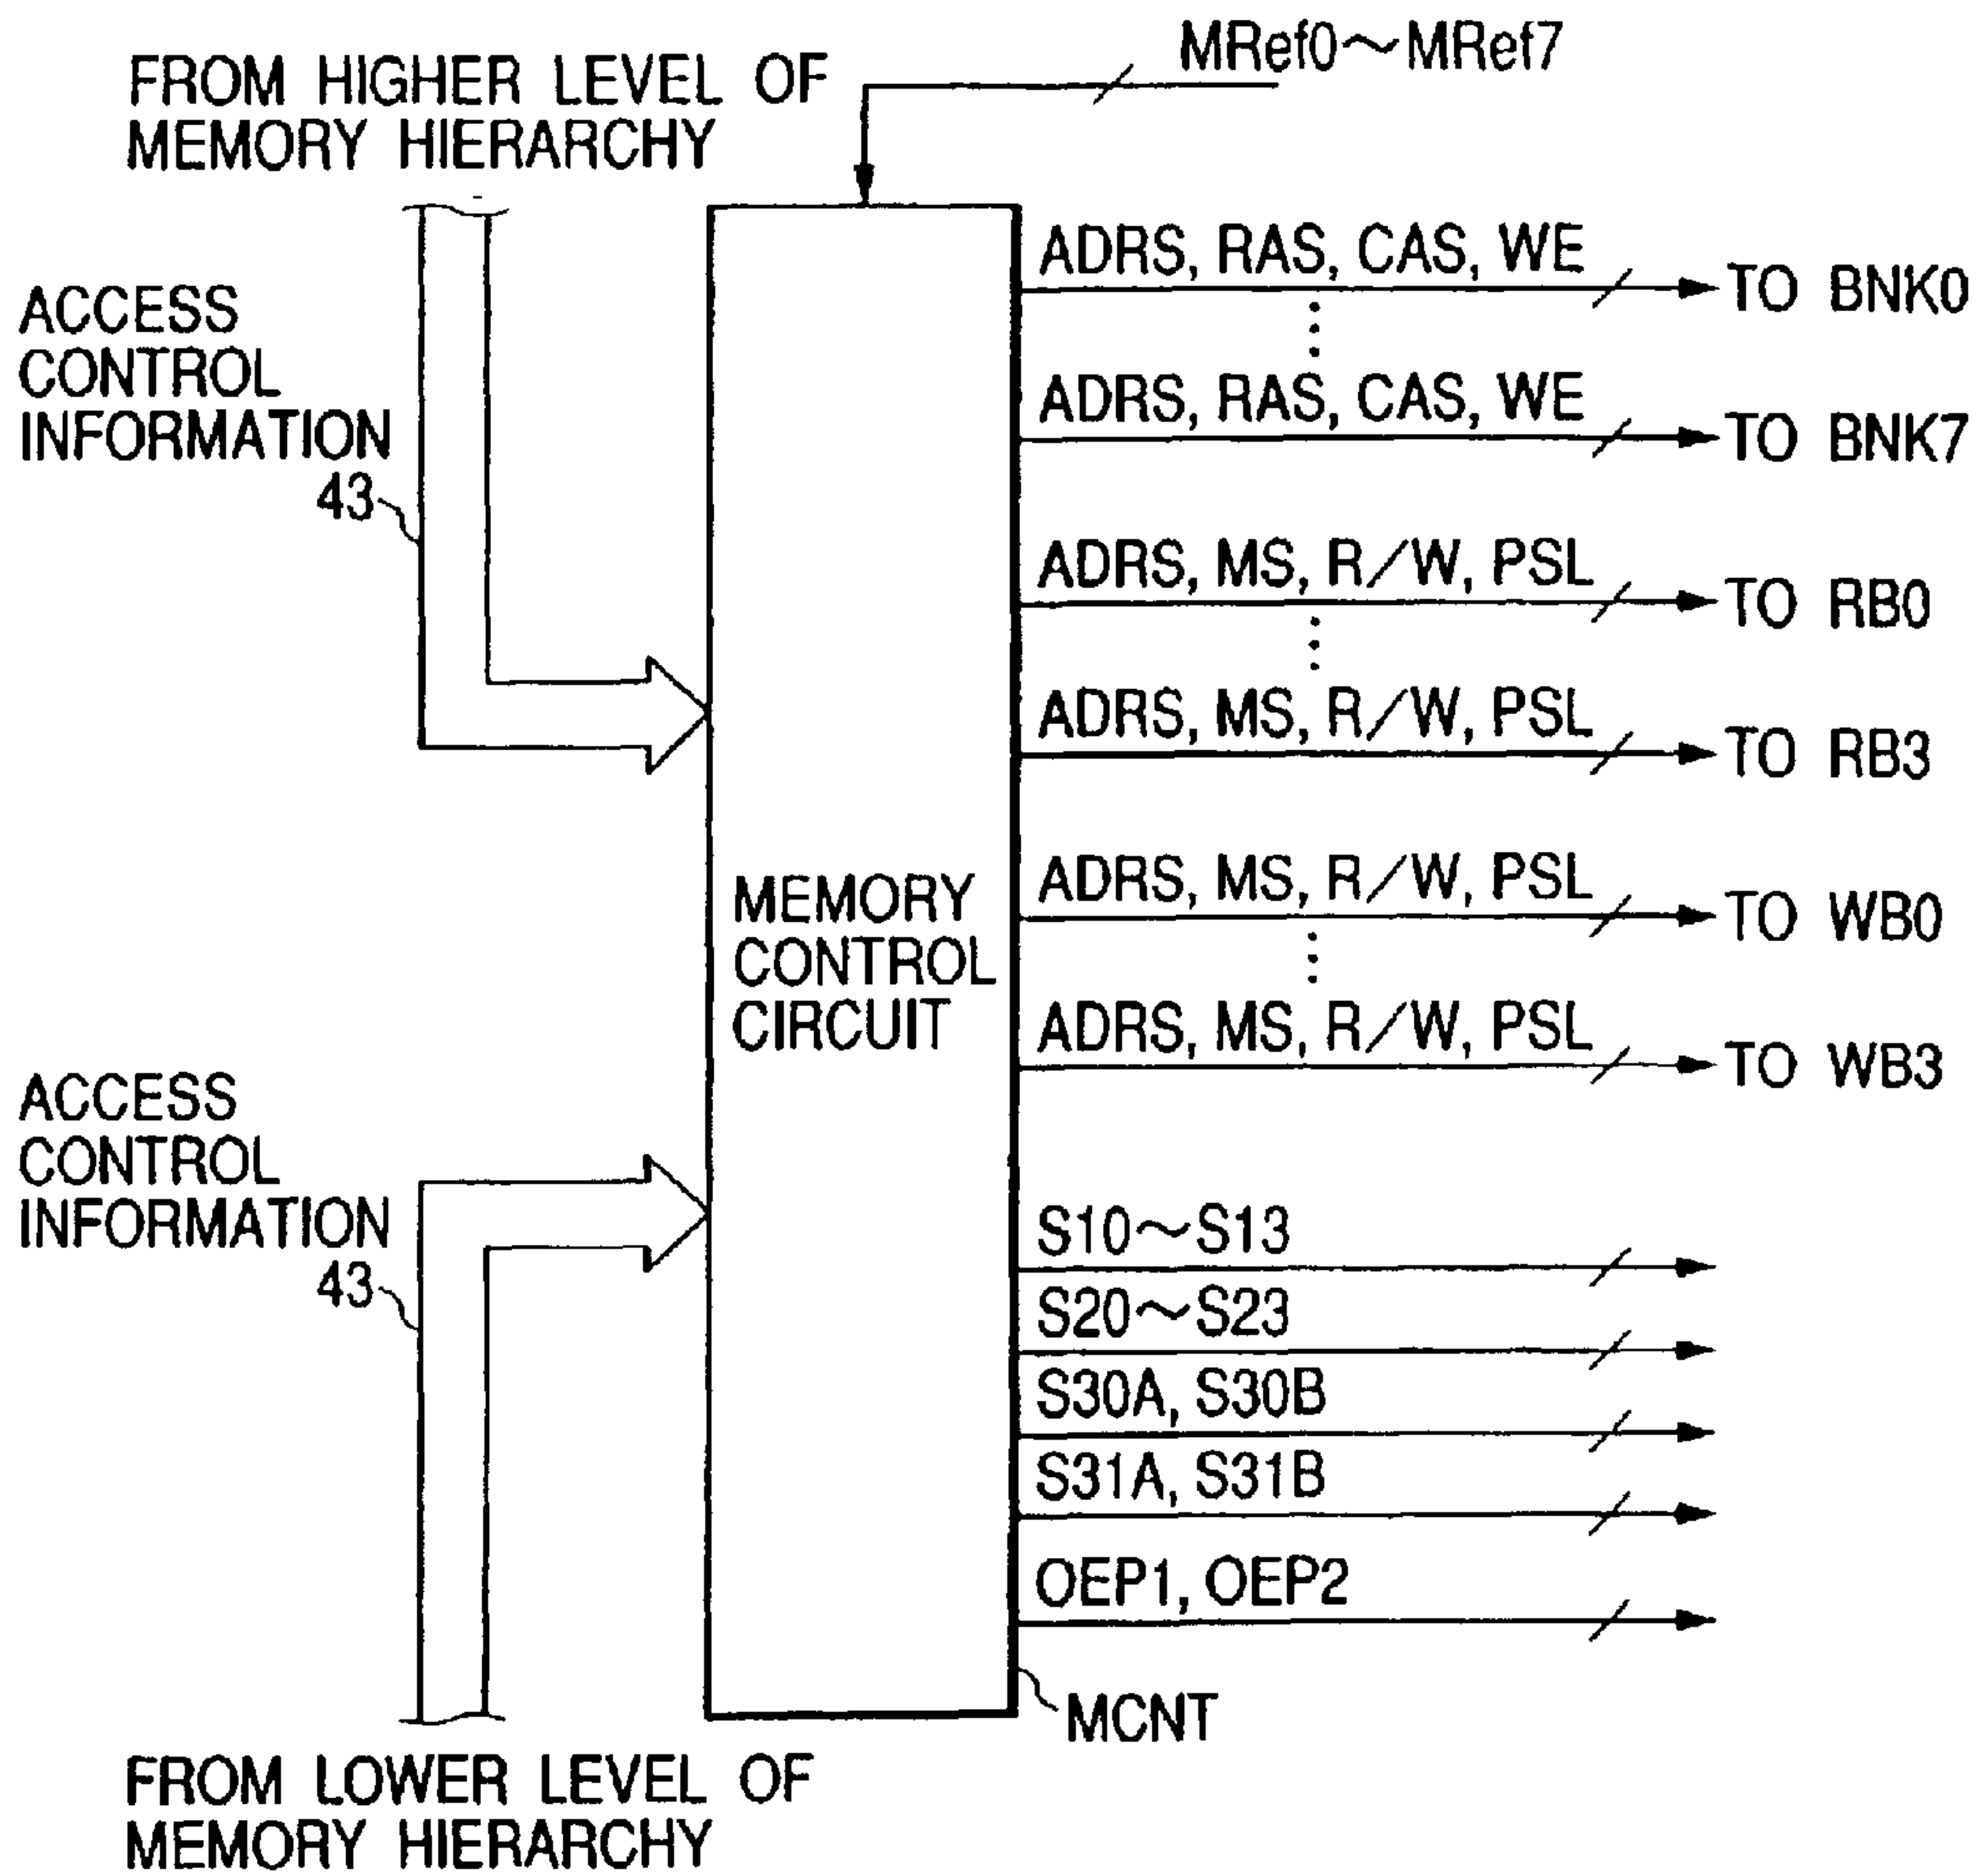 MRef0～MRef7
FROM HIGHER LEVEL OF
MEMORY HIERARCHY
ACCESS
CONTROL
INFORMATION
43
ADRS, RAS, CAS, WE
TO BNK0
ADRS, RAS, CAS, WE
TO BNK7
ADRS, MS, R/W, PSL
TO RB0
ADRS, MS, R/W, PSL
TO RB3
MEMORY
CONTROL
CIRCUIT
ADRS, MS, R/W, PSL
TO WB0
ADRS, MS, R/W, PSL
TO WB3
ACCESS
CONTROL
INFORMATION
43
S10～S13
S20～S23
S30A, S30B
S31A, S31B
OEP1, OEP2
MCNT
FROM LOWER LEVEL OF
MEMORY HIERARCHY